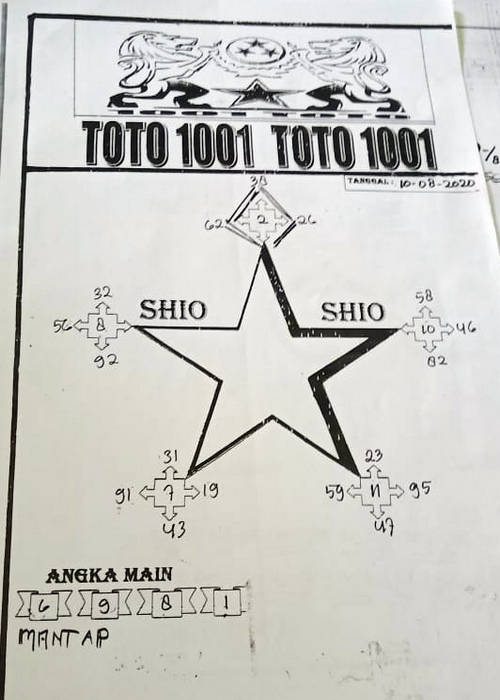 TOTO 1001 TOTO 1001
TANGGAL: 10-08-2020
38
62 2 26
SHIO SHIO
32 58
56 8 10 46
92 82
31 23
91 7 19 59 11 95
43 47
ANGKA MAIN
6 9 8 1
MANTAP